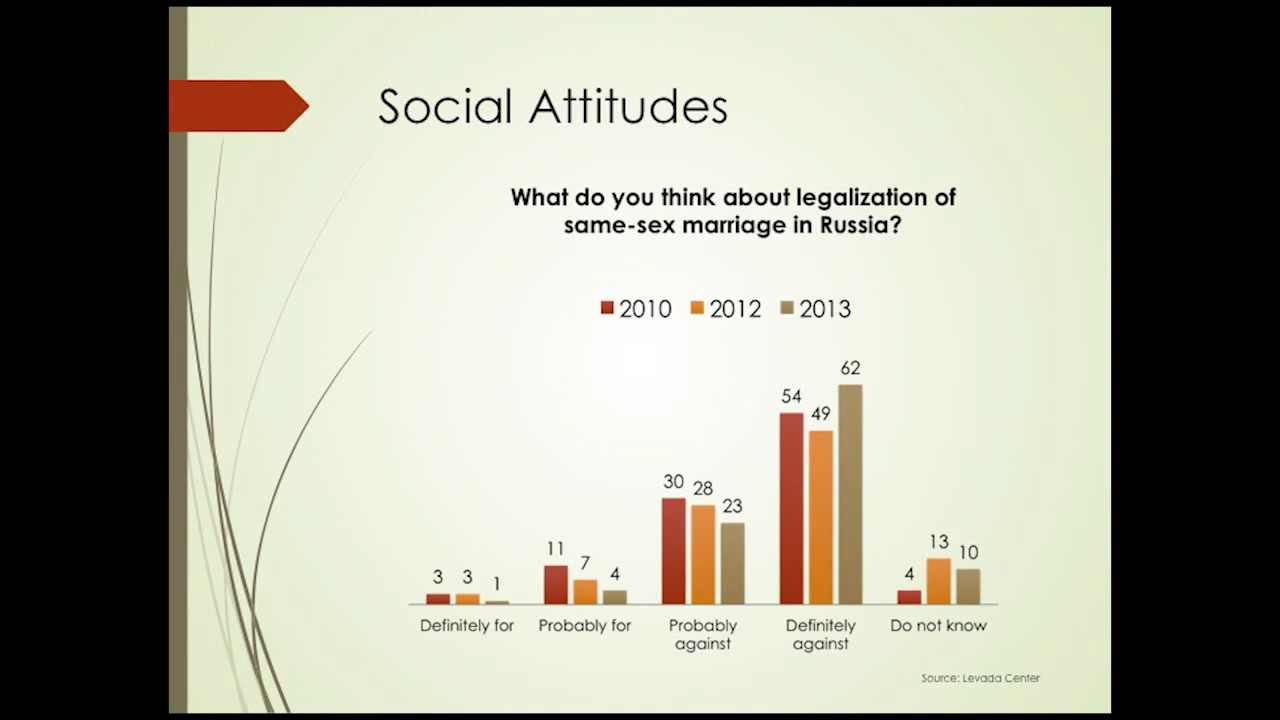 Social Attitudes
What do you think about legalization of
same-sex marriage in Russia?
2010 2012 2013
3 3 1
11 7 4
30 28 23
54 49 62
4 13 10
Definitely for
Probably for
Probably
against
Definitely
against
Do not know
Source: Levada Center